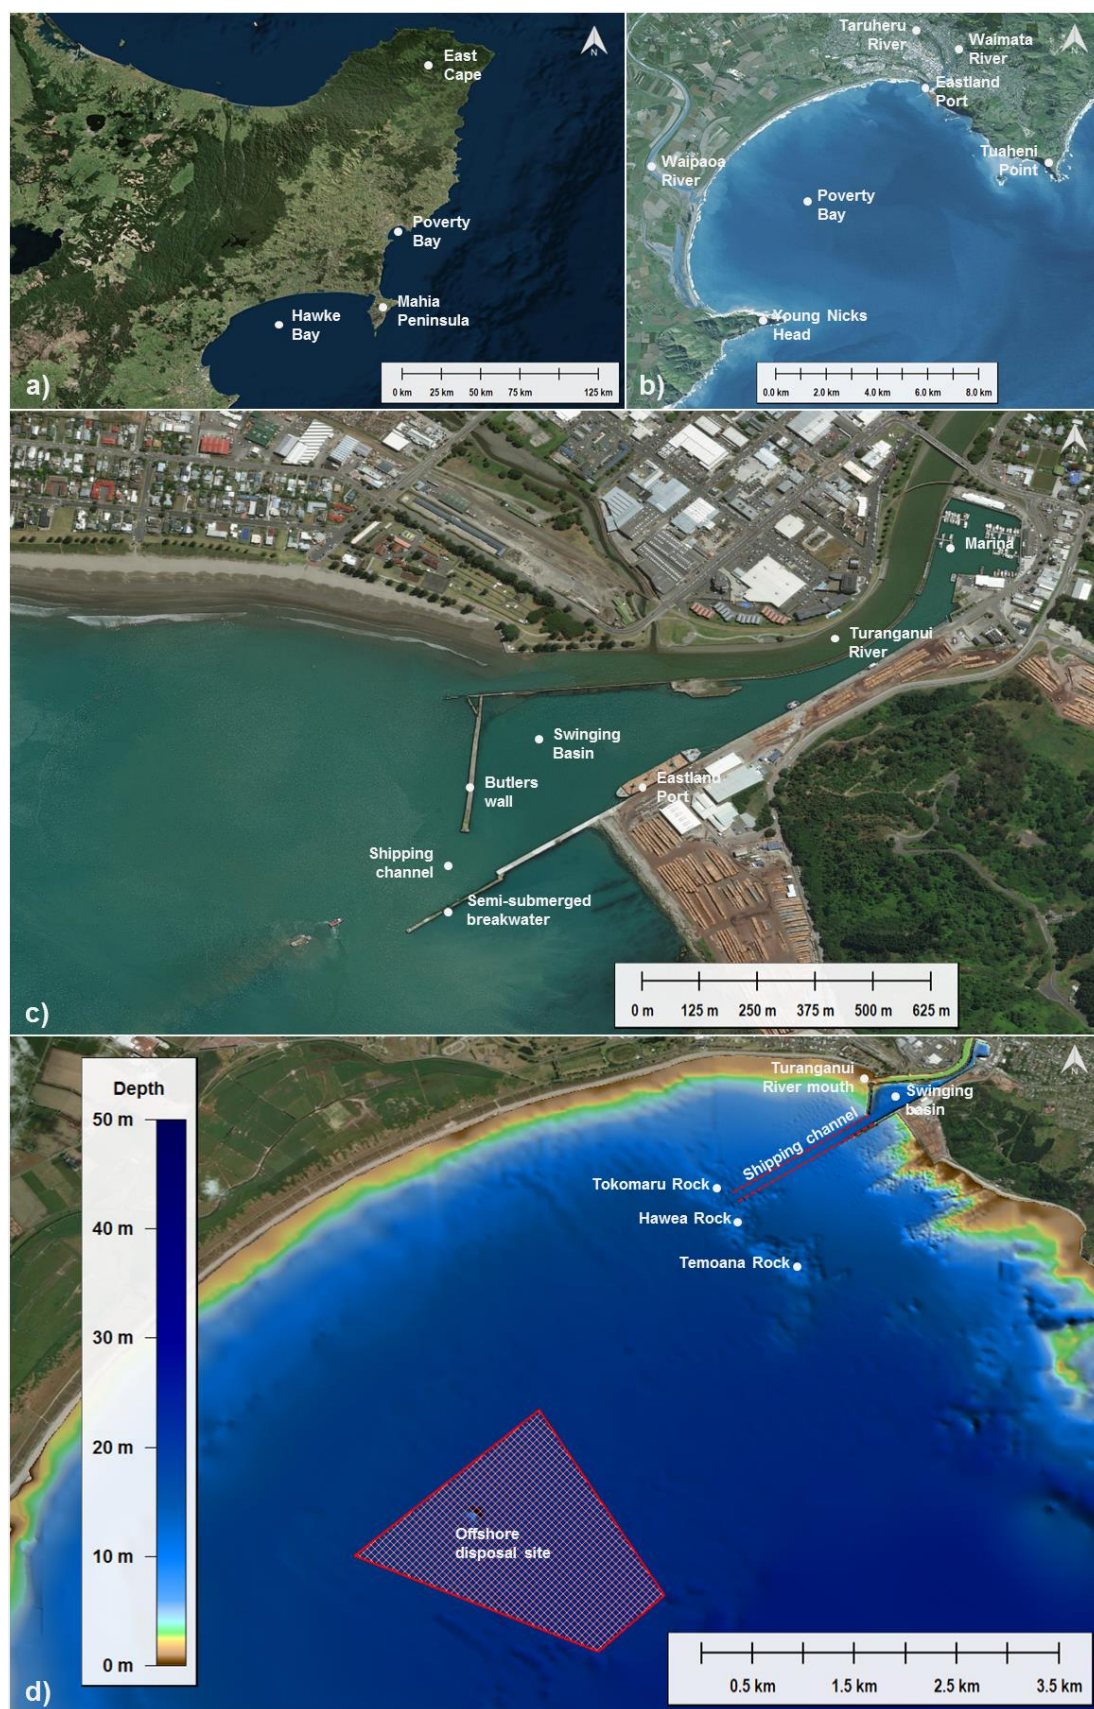 N
East
Cape
Poverty
Bay
Mahia
Peninsula
Hawke
Bay
a)
0 km 25 km 50 km 75 km 125 km
Taruheru
River
N
Waimata
River
Eastland
Port
Tuaheni
Point
Waipaoa
River
Poverty
Bay
Young Nicks
Head
b)
0.0 km 2.0 km 4.0 km 6.0 km 8.0 km
N
Marina
Turanganui
River
Swinging
Basin
Butlers
wall
Eastland
Port
Shipping
channel
Semi-submerged
breakwater
c)
0 m 125 m 250 m 375 m 500 m 625 m
N
Depth
50 m
40 m
30 m
20 m
10 m
0 m
Turanganui
River mouth
Swinging
basin
Shipping channel
Tokomaru Rock
Hawea Rock
Temoana Rock
Offshore
disposal site
d)
0.5 km 1.5 km 2.5 km 3.5 km